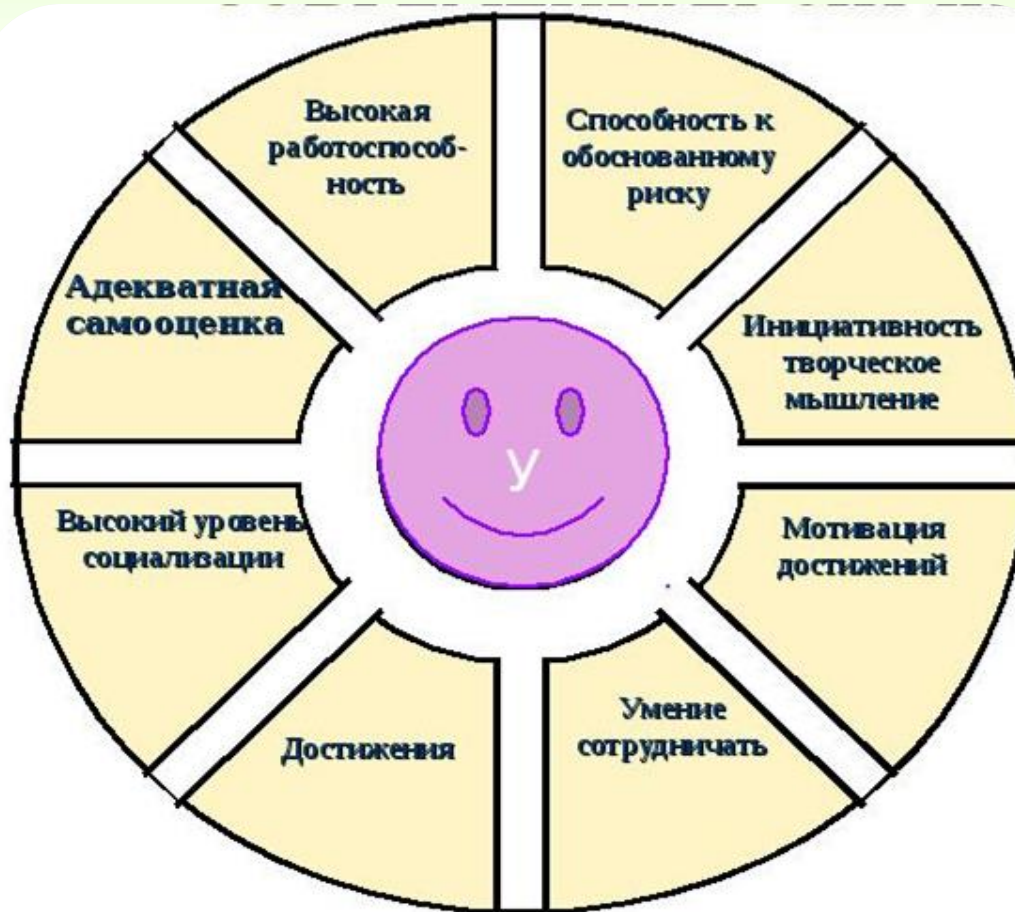 Высокая
работоспособ-
ность
Способность к
обоснованному
риску
Адекватная
самооценка
Инициативность
творческое
мышление
У
Высокий уровень
социализации
Мотивация
достижений
Достижения
Умение
сотрудничать